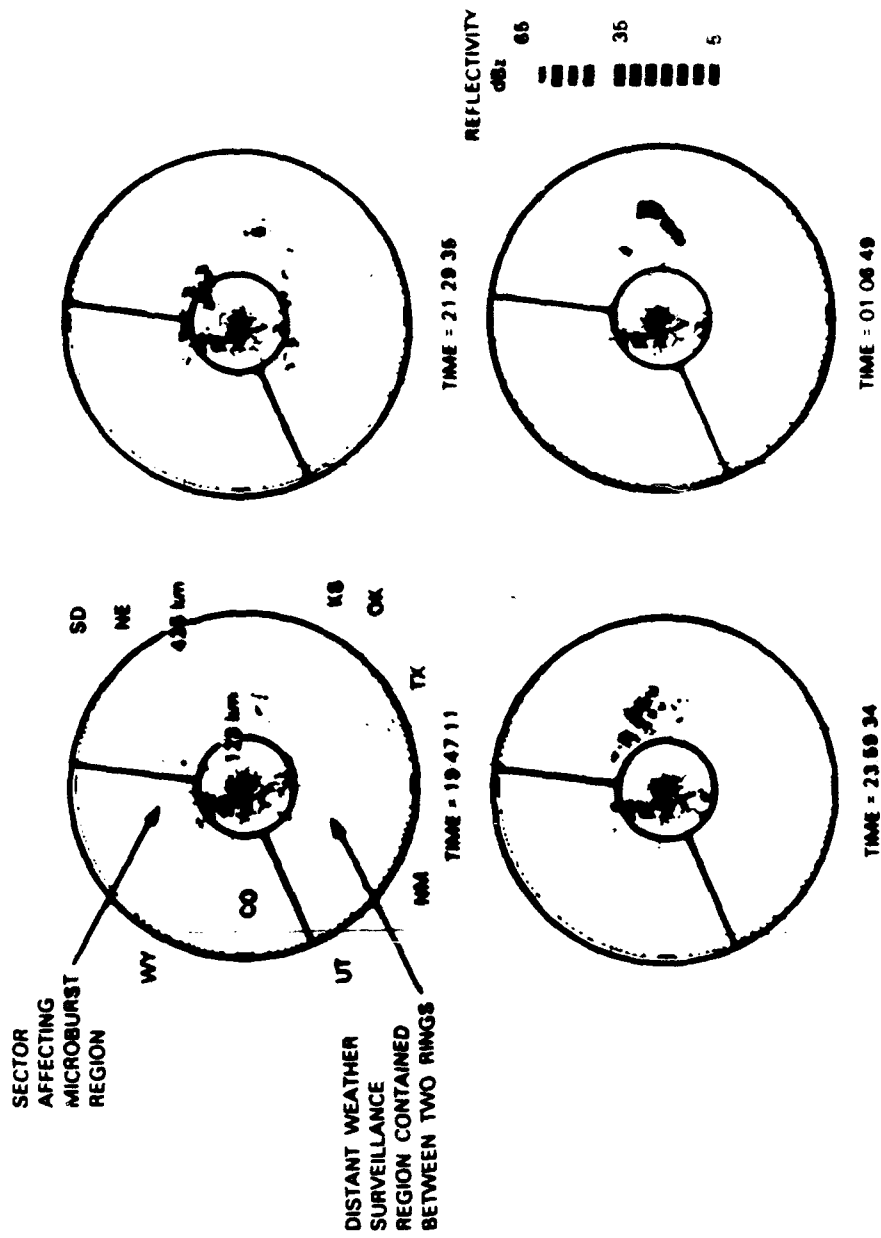 SECTOR
AFFECTING
MICROBURST
REGION
DISTANT WEATHER
SURVEILLANCE
REGION CONTAINED
BETWEEN TWO RINGS
WY
SD
NE
CO
UT
NM
TX
OK
KS
128 km
TIME = 19 47 11
TIME = 21 29 35
TIME = 23 59 34
TIME = 01 06 49
REFLECTIVITY
dBz
65
35
5